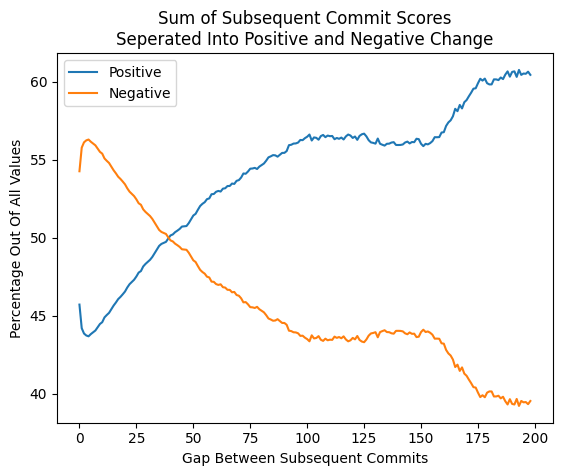 Sum of Subsequent Commit Scores
Seperated Into Positive and Negative Change
Positive
Negative
Percentage Out Of All Values
60
55
50
45
40
0 25 50 75 100 125 150 175 200
Gap Between Subsequent Commits